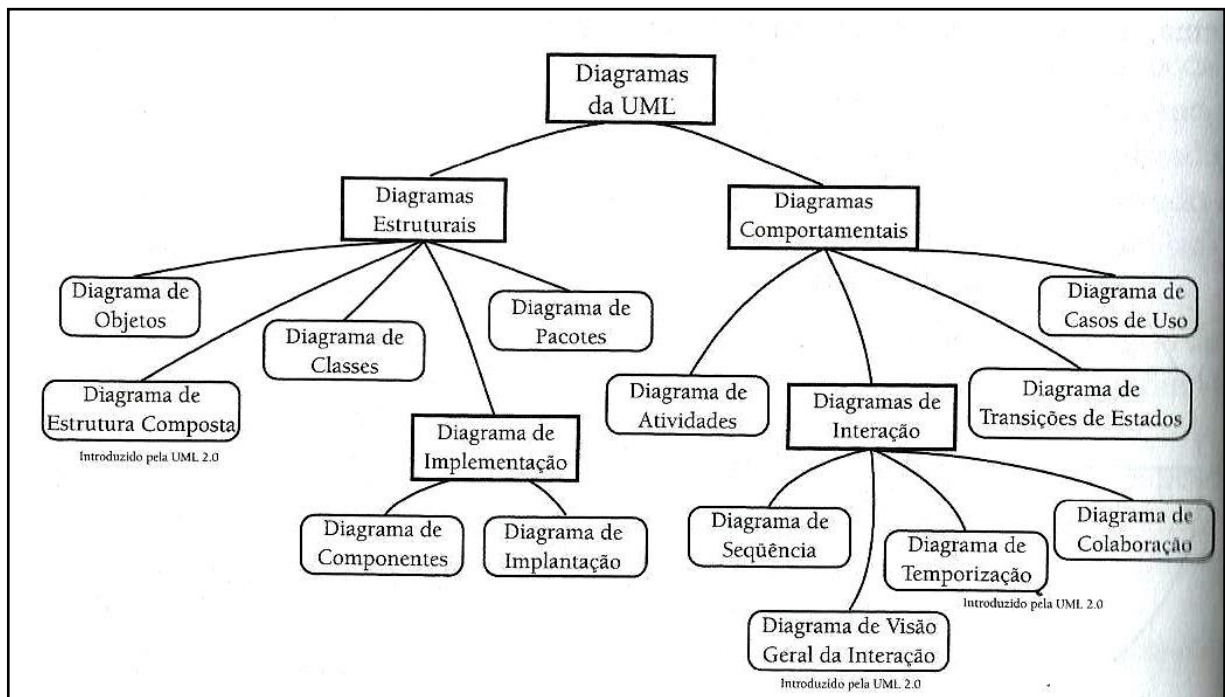 Diagramas
da UML
Diagramas
Estruturais
Diagramas
Comportamentais
Diagrama de
Objetos
Diagrama de
Classes
Diagrama de
Pacotes
Diagrama de
Casos de Uso
Diagrama de
Estrutura Composta
Introduzido pela UML 2.0
Diagrama de
Implementação
Diagrama de
Atividades
Diagramas de
Interação
Diagrama de
Transições de Estados
Diagrama de
Componentes
Diagrama de
Implantação
Diagrama de
Seqüência
Diagrama de
Temporização
Introduzido pela UML 2.0
Diagrama de
Colaboração
Diagrama de Visão
Geral da Interação
Introduzido pela UML 2.0